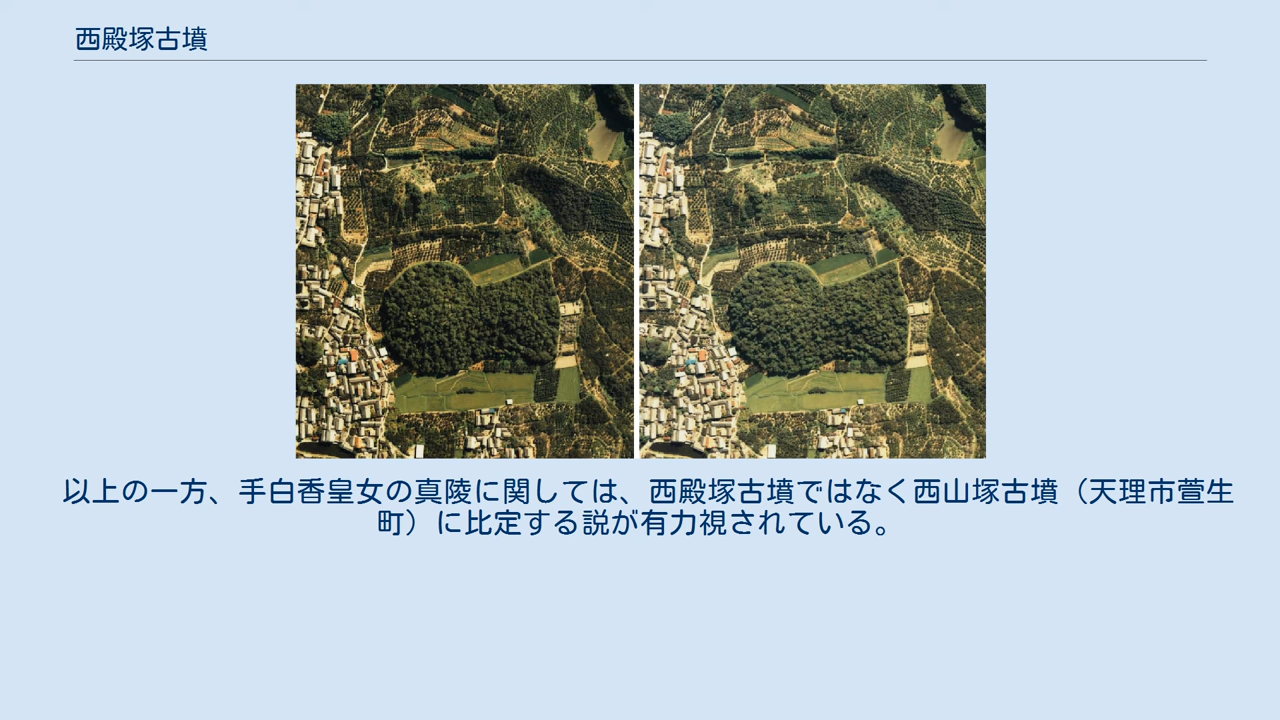 西殿塚古墳
以上の一方、手白香皇女の真陵に関しては、西殿塚古墳ではなく西山塚古墳（天理市萱生
町）に比定する説が有力視されている。